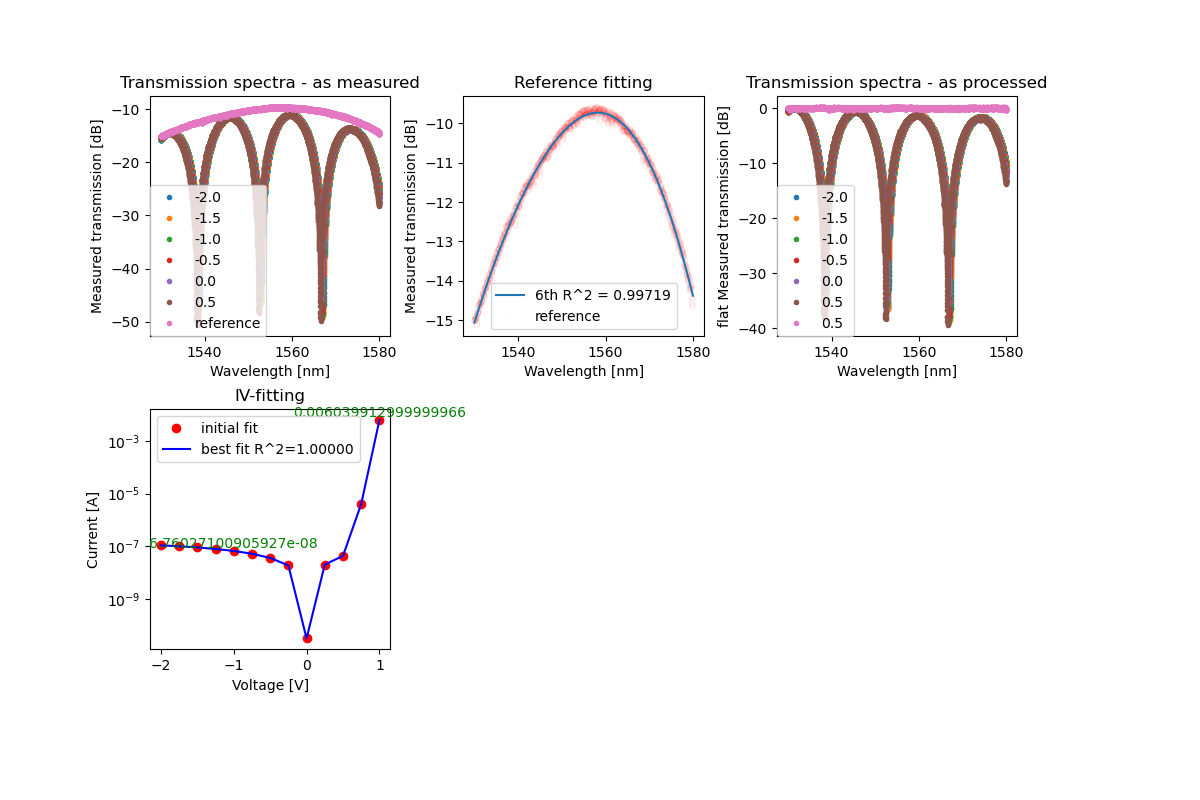 Transmission spectra - as measured
Measured transmission [dB]
−10
−20
−30
−40
−50
-2.0
-1.5
-1.0
-0.5
0.0
0.5
reference
1540
1560
1580
Wavelength [nm]
Reference fitting
Measured transmission [dB]
−10
−11
−12
−13
−14
−15
6th R^2 = 0.99719
reference
1540
1560
1580
Wavelength [nm]
Transmission spectra - as processed
flat Measured transmission [dB]
0
−10
−20
−30
−40
-2.0
-1.5
-1.0
-0.5
0.0
0.5
0.5
1540
1560
1580
Wavelength [nm]
IV-fitting
0.006039912999999966
initial fit
best fit R^2=1.00000
6.76027100905927e-08
Current [A]
10⁻³
10⁻⁵
10⁻⁷
10⁻⁹
−2
−1
0
1
Voltage [V]